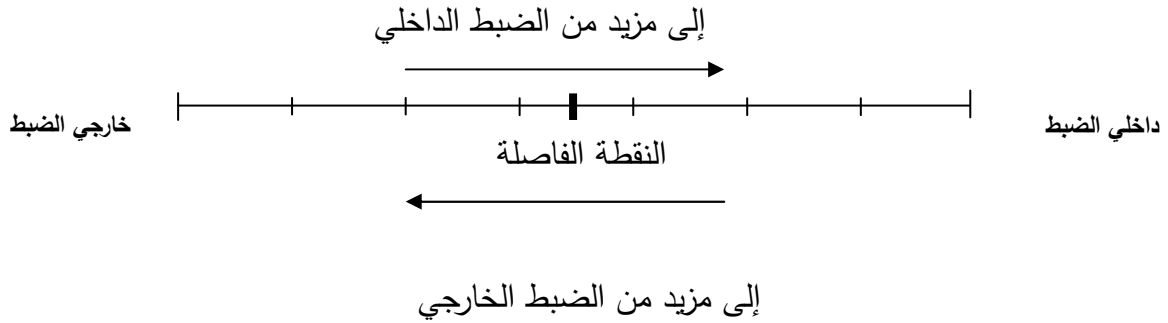 إلى مزيد من الضبط الداخلي
داخلي الضبط
خارجي الضبط
النقطة الفاصلة
إلى مزيد من الضبط الخارجي